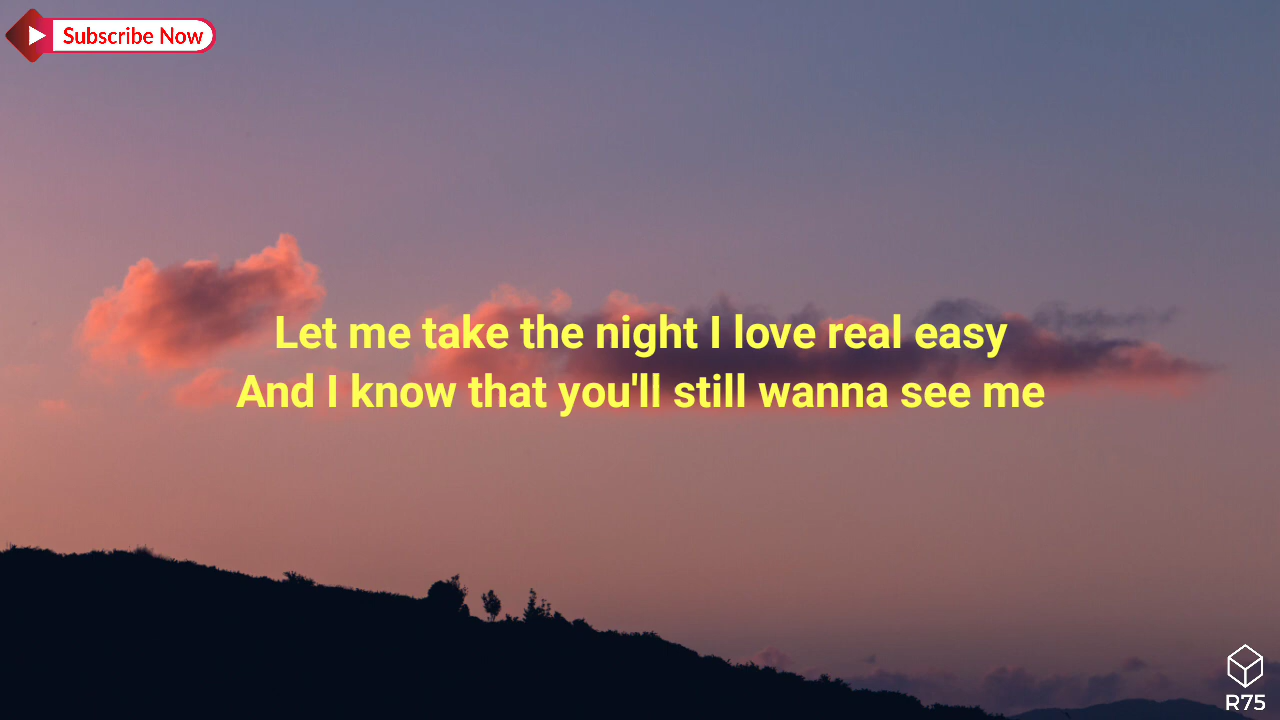 Subscribe Now
Let me take the night I love real easy
And I know that you'll still wanna see me
R75